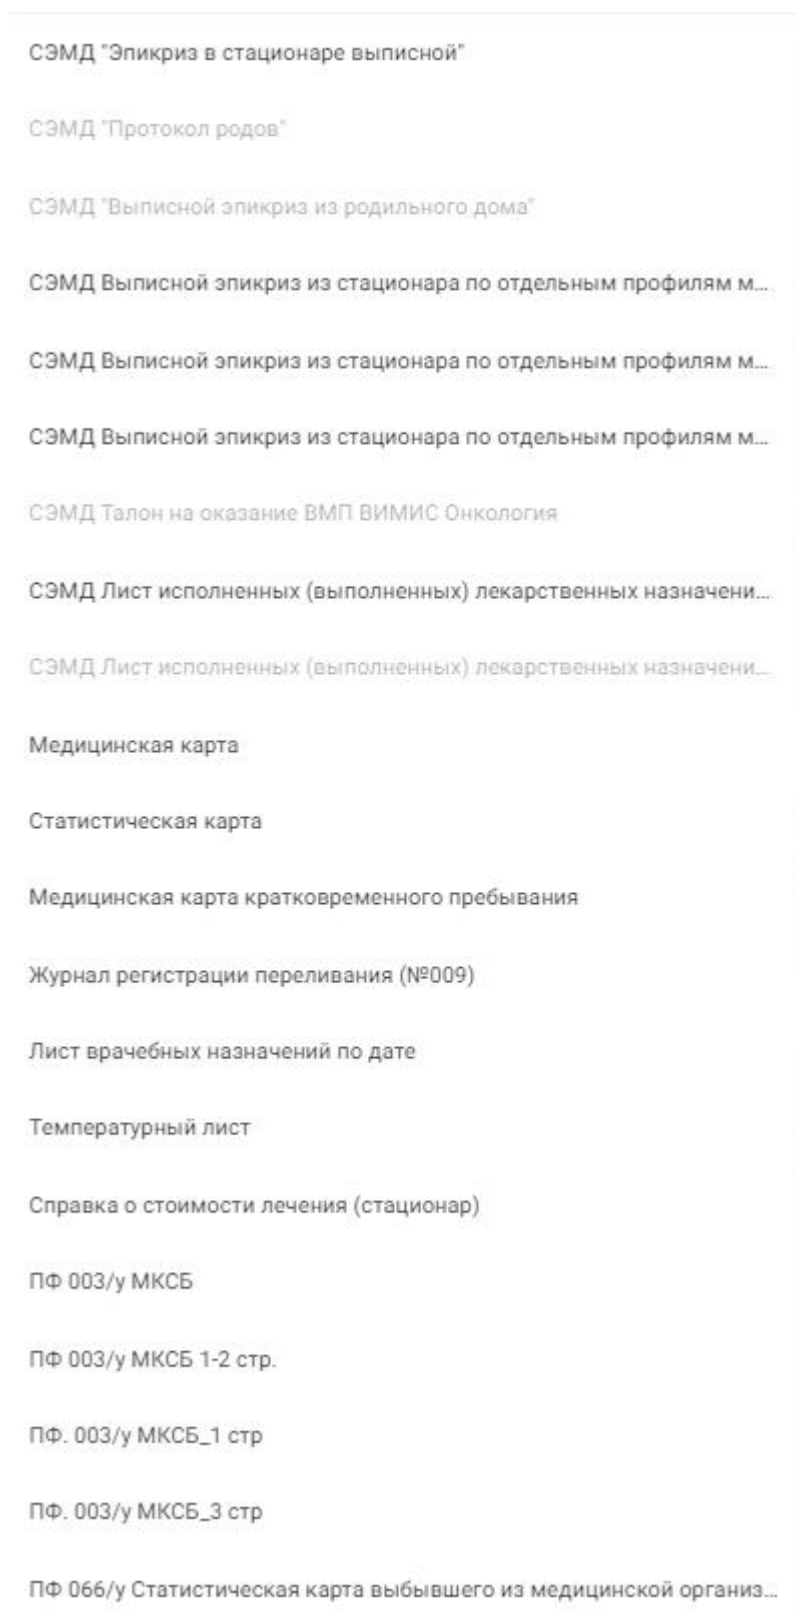 СЭМД "Эпикриз в стационаре выписной"
СЭМД "Протокол родов"
СЭМД "Выписной эпикриз из родильного дома"
СЭМД Выписной эпикриз из стационара по отдельным профилям м...
СЭМД Выписной эпикриз из стационара по отдельным профилям м...
СЭМД Выписной эпикриз из стационара по отдельным профилям м...
СЭМД Талон на оказание ВМП ВИМИС Онкология
СЭМД Лист исполненных (выполненных) лекарственных назначени...
СЭМД Лист исполненных (выполненных) лекарственных назначени...
Медицинская карта
Статистическая карта
Медицинская карта кратковременного пребывания
Журнал регистрации переливания (№009)
Лист врачебных назначений по дате
Температурный лист
Справка о стоимости лечения (стационар)
ПФ 003/у МКСБ
ПФ 003/у МКСБ 1-2 стр.
ПФ. 003/у МКСБ_1 стр
ПФ. 003/у МКСБ_3 стр
ПФ 066/у Статистическая карта выбывшего из медицинской организ...